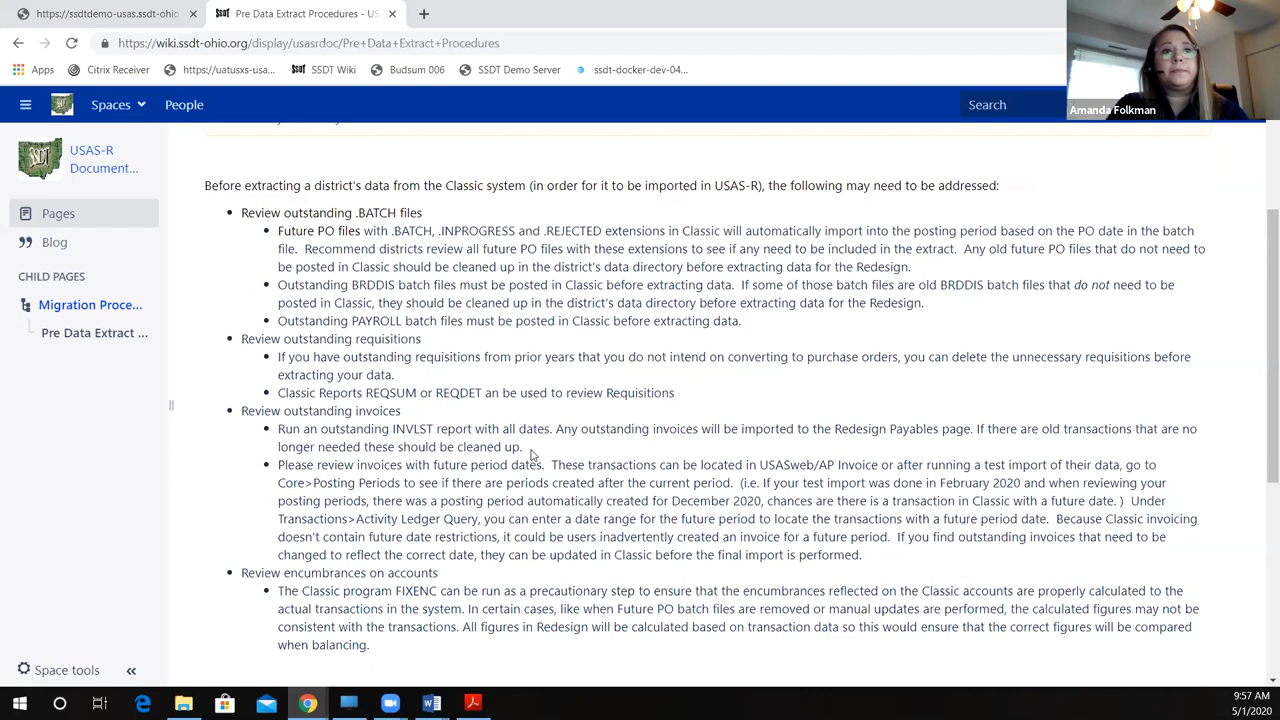 https://ssdtdemo-usas.ssdt-ohio
Pre Data Extract Procedures - US
https://wiki.ssdt-ohio.org/display/usasrdoc/Pre+Data+Extract+Procedures
Apps
Citrix Receiver
https://uatusxs-usa...
SSDT Wiki
Budsum 006
SSDT Demo Server
ssdt-docker-dev-04...
Amanda Folkman
Spaces
People
Search
SSDT
USAS-R
Document...
Pages
Blog
CHILD PAGES
Migration Proce...
Pre Data Extract ...
Before extracting a district's data from the Classic system (in order for it to be imported in USAS-R), the following may need to be addressed:
Review outstanding .BATCH files
Future PO files with .BATCH, .INPROGRESS and .REJECTED extensions in Classic will automatically import into the posting period based on the PO date in the batch
file. Recommend districts review all future PO files with these extensions to see if any need to be included in the extract. Any old future PO files that do not need to
be posted in Classic should be cleaned up in the district's data directory before extracting data for the Redesign.
Outstanding BRDDIS batch files must be posted in Classic before extracting data. If some of those batch files are old BRDDIS batch files that do not need to be
posted in Classic, they should be cleaned up in the district's data directory before extracting data for the Redesign.
Outstanding PAYROLL batch files must be posted in Classic before extracting data.
Review outstanding requisitions
If you have outstanding requisitions from prior years that you do not intend on converting to purchase orders, you can delete the unnecessary requisitions before
extracting your data.
Classic Reports REQSUM or REQDET an be used to review Requisitions
Review outstanding invoices
Run an outstanding INVLST report with all dates. Any outstanding invoices will be imported to the Redesign Payables page. If there are old transactions that are no
longer needed these should be cleaned up.
Please review invoices with future period dates. These transactions can be located in USASweb/AP Invoice or after running a test import of their data, go to
Core>Posting Periods to see if there are periods created after the current period. (i.e. If your test import was done in February 2020 and when reviewing your
posting periods, there was a posting period automatically created for December 2020, chances are there is a transaction in Classic with a future date. ) Under
Transactions>Activity Ledger Query, you can enter a date range for the future period to locate the transactions with a future period date. Because Classic invoicing
doesn't contain future date restrictions, it could be users inadvertently created an invoice for a future period. If you find outstanding invoices that need to be
changed to reflect the correct date, they can be updated in Classic before the final import is performed.
Review encumbrances on accounts
The Classic program FIXENC can be run as a precautionary step to ensure that the encumbrances reflected on the Classic accounts are properly calculated to the
actual transactions in the system. In certain cases, like when Future PO batch files are removed or manual updates are performed, the calculated figures may not be
consistent with the transactions. All figures in Redesign will be calculated based on transaction data so this would ensure that the correct figures will be compared
when balancing.
Space tools
9:57 AM
5/1/2020